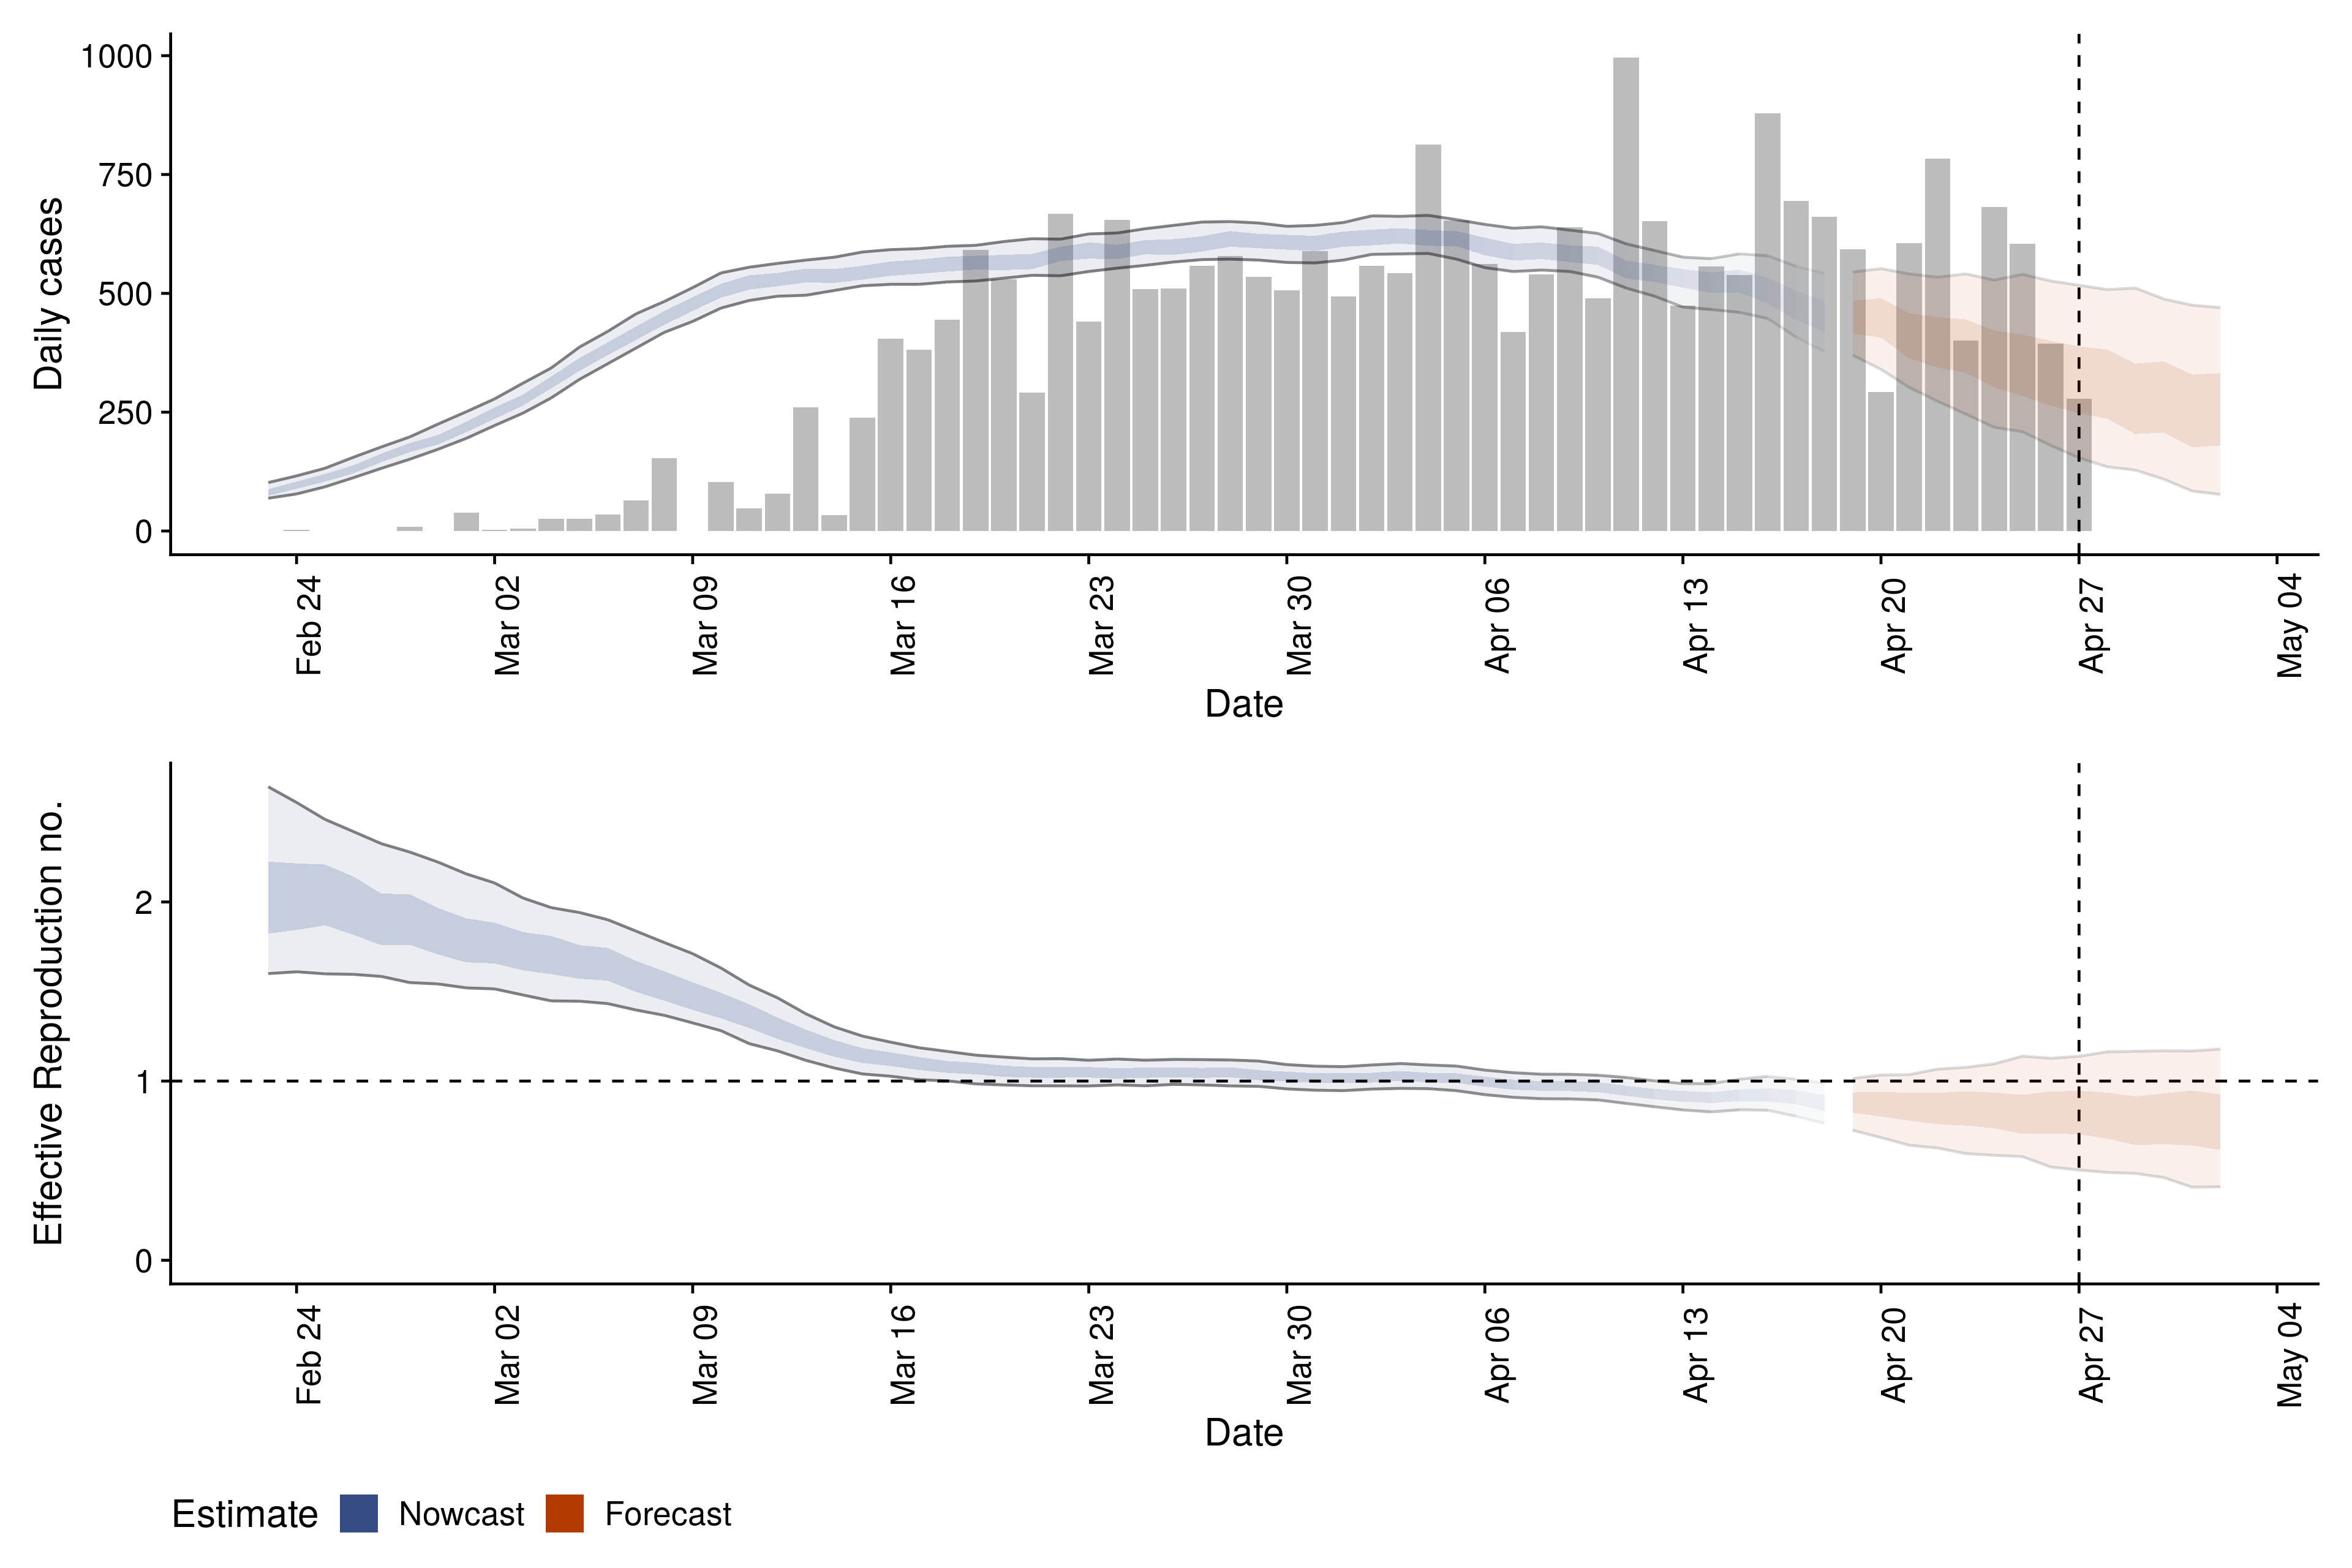 Daily cases
1000
750
500
250
0
Feb 24
Mar 02
Mar 09
Mar 16
Mar 23
Mar 30
Apr 06
Apr 13
Apr 20
Apr 27
May 04
Date
Effective Reproduction no.
2
1
0
Feb 24
Mar 02
Mar 09
Mar 16
Mar 23
Mar 30
Apr 06
Apr 13
Apr 20
Apr 27
May 04
Date
Estimate Nowcast Forecast